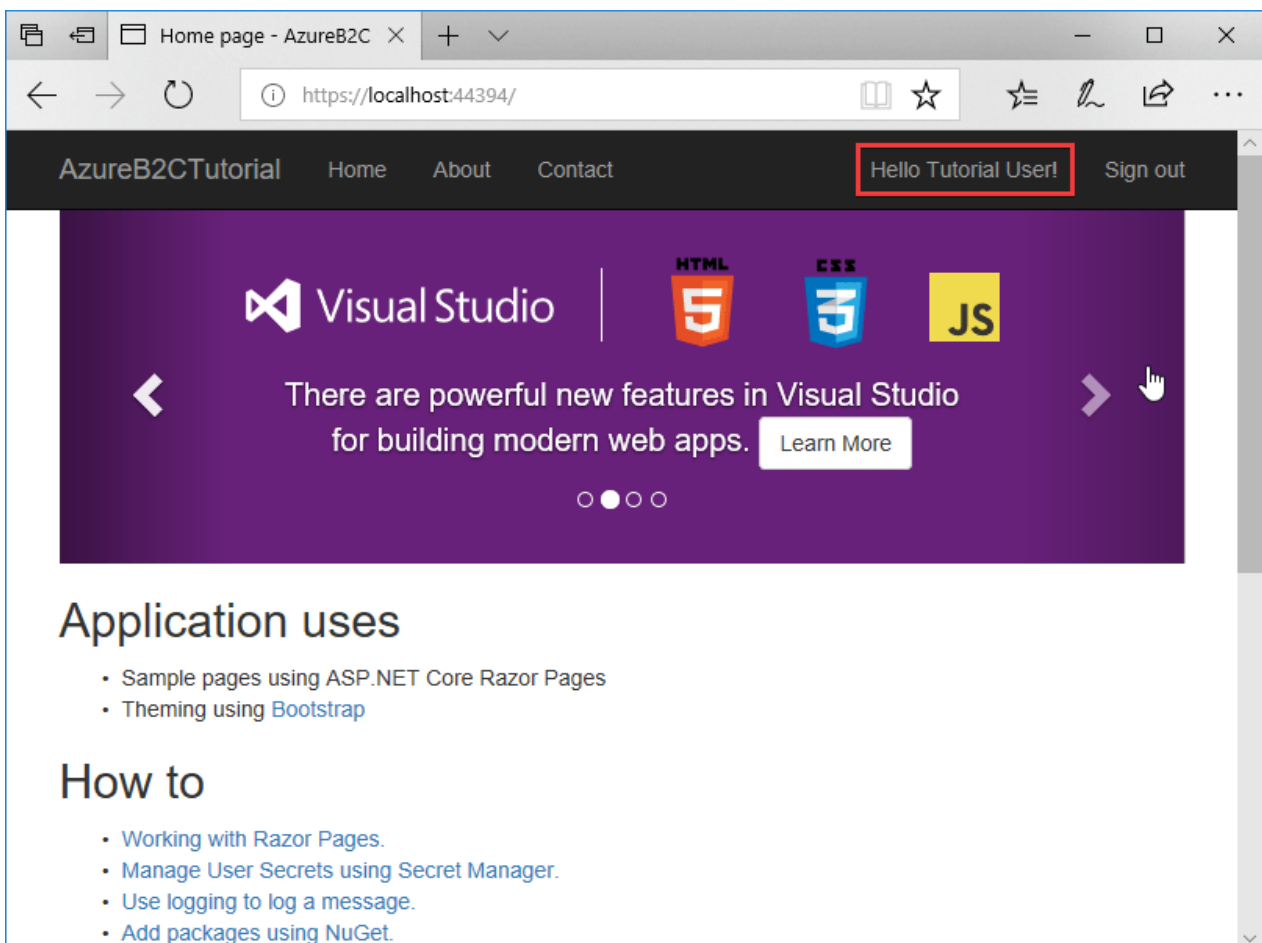 Home page - AzureB2C
https://localhost:44394/
AzureB2CTutorial Home About Contact Hello Tutorial User! Sign out
Visual Studio HTML 5 CSS 3 JS
There are powerful new features in Visual Studio
for building modern web apps. Learn More
Application uses
• Sample pages using ASP.NET Core Razor Pages
• Theming using Bootstrap
How to
• Working with Razor Pages.
• Manage User Secrets using Secret Manager.
• Use logging to log a message.
• Add packages using NuGet.